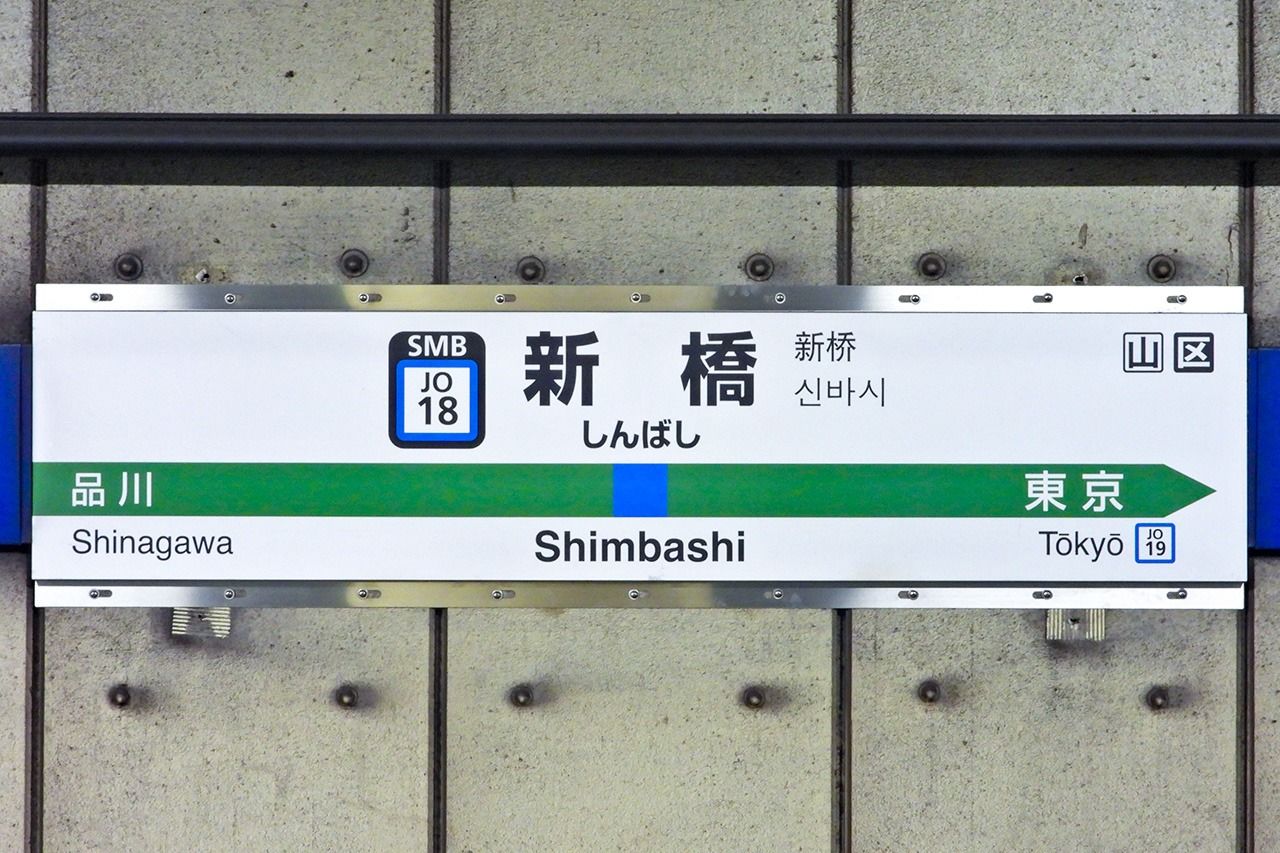 SMB
JO
18
新橋
新桥
신바시
山 区
しんばし
品川
東京
Shinagawa
Shimbashi
Tōkyō
JO
19